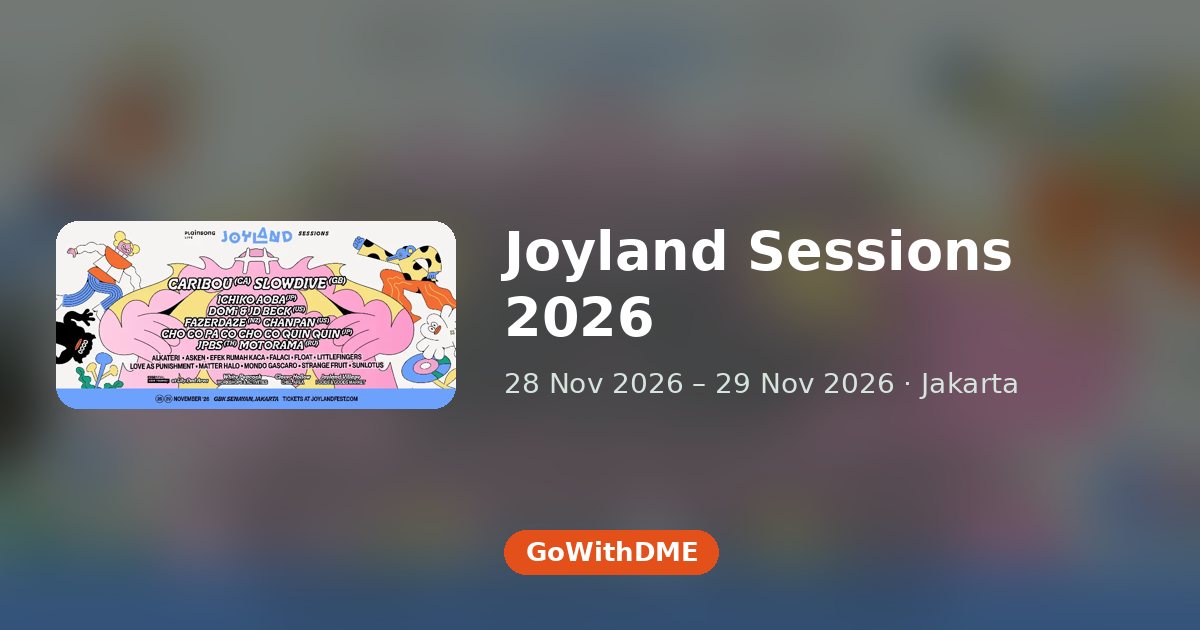 PLAINSONG
LIVE
JOYLAND
SESSIONS
CARIBOU (CA) SLOWDIVE (GB)
ICHIKO AOBA (JP)
DOMi & JD BECK (US)
FAZERDAZE (NZ) CHANPAN (US)
CHO CO PA CO CHO CO QUIN QUIN (JP)
JPBS (TH) MOTORAMA (RU)
ALKATERI • ASKEN • EFEK RUMAH KACA • FALACI • FLOAT • LITTLEFINGERS
LOVE AS PUNISHMENT • MATTER HALO • MONDO GASCARO • STRANGE FRUIT • SUNLOTUS
28 29 NOVEMBER '26 GBK SENAYAN, JAKARTA TICKETS AT JOYLANDFEST.COM
Joyland Sessions
2026
28 Nov 2026 – 29 Nov 2026 · Jakarta
GoWithDME